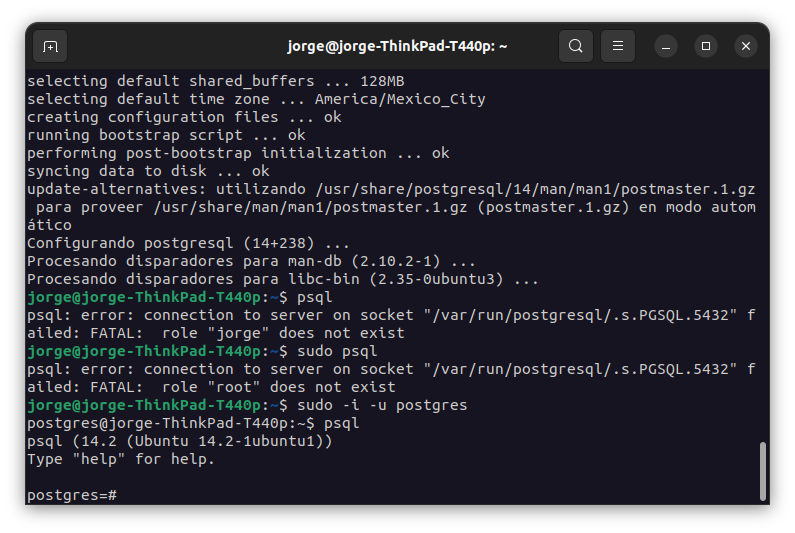 jorge@jorge-ThinkPad-T440p: ~
selecting default shared_buffers ... 128MB
selecting default time zone ... America/Mexico_City
creating configuration files ... ok
running bootstrap script ... ok
performing post-bootstrap initialization ... ok
syncing data to disk ... ok
update-alternatives: utilizando /usr/share/postgresql/14/man/man1/postmaster.1.gz
 para proveer /usr/share/man/man1/postmaster.1.gz (postmaster.1.gz) en modo autom
ático
Configurando postgresql (14+238) ...
Procesando disparadores para man-db (2.10.2-1) ...
Procesando disparadores para libc-bin (2.35-0ubuntu3) ...
jorge@jorge-ThinkPad-T440p:~$ psql
psql: error: connection to server on socket "/var/run/postgresql/.s.PGSQL.5432" f
ailed: FATAL:  role "jorge" does not exist
jorge@jorge-ThinkPad-T440p:~$ sudo psql
psql: error: connection to server on socket "/var/run/postgresql/.s.PGSQL.5432" f
ailed: FATAL:  role "root" does not exist
jorge@jorge-ThinkPad-T440p:~$ sudo -i -u postgres
postgres@jorge-ThinkPad-T440p:~$ psql
psql (14.2 (Ubuntu 14.2-1ubuntu1))
Type "help" for help.

postgres=#